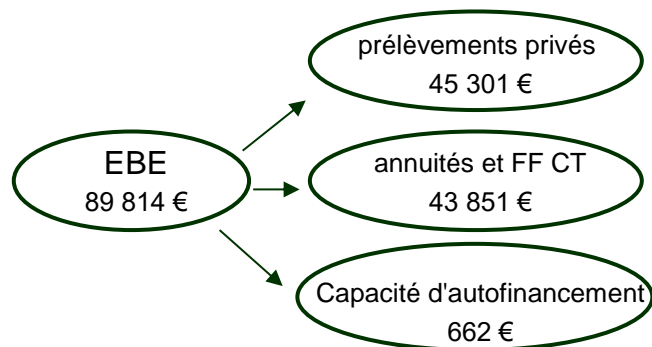 prélèvements privés
45 301 €
EBE
89 814 €
annuités et FF CT
43 851 €
Capacité d'autofinancement
662 €